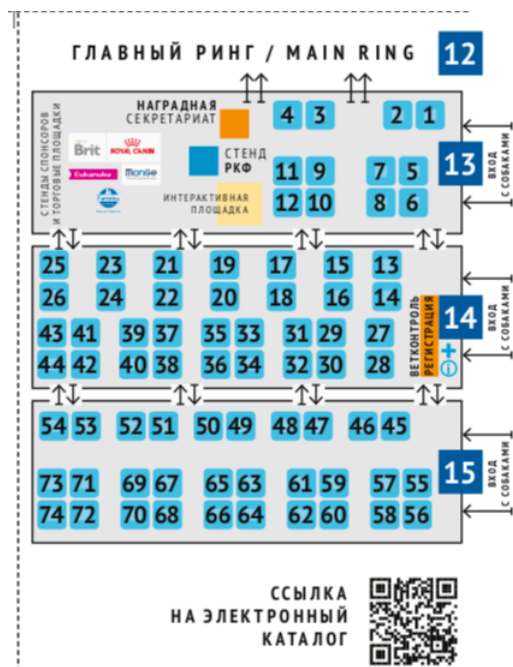 ГЛАВНЫЙ РИНГ / MAIN RING 12
НАГРАДНАЯ
СЕКРЕТАРИАТ
4 3 2 1
СТЕНДЫ СПОНСОРОВ
И ТОРГОВЫЕ ПЛОЩАДКИ
Brit
ROYAL CANIN
Eukanuba
MonGe
СТЕНД
РКФ
11 9 7 5
13
ВХОД
С СОБАКАМИ
ИНТЕРАКТИВНАЯ
ПЛОЩАДКА
12 10 8 6
25 23 21 19 17 15 13
26 24 22 20 18 16 14
43 41 39 37 35 33 31 29 27
44 42 40 38 36 34 32 30 28
ВЕТКОНТРОЛЬ
РЕГИСТРАЦИЯ
14
ВХОД
С СОБАКАМИ
54 53 52 51 50 49 48 47 46 45
73 71 69 67 65 63 61 59 57 55
74 72 70 68 66 64 62 60 58 56
15
ВХОД
С СОБАКАМИ
ССЫЛКА
НА ЭЛЕКТРОННЫЙ
КАТАЛОГ